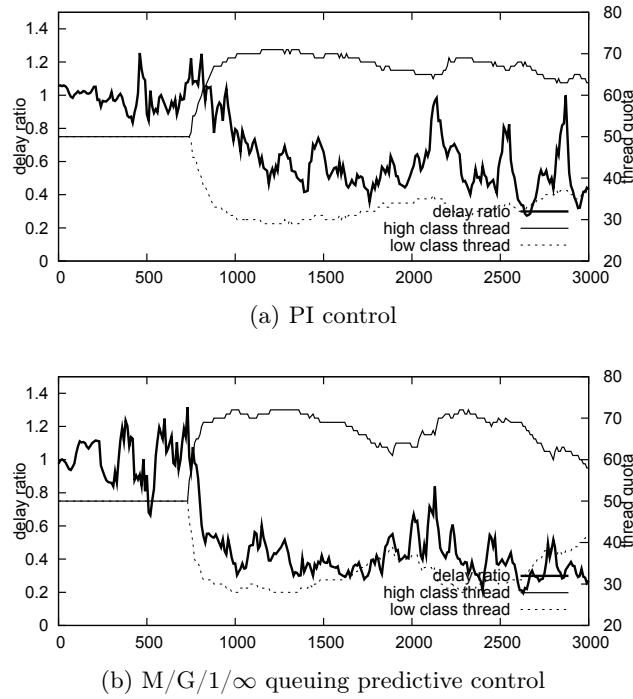 1.4
1.2
1
0.8
0.6
0.4
0.2
0
delay ratio
80
70
60
50
40
30
20
thread quota
delay ratio
high class thread
low class thread
0 500 1000 1500 2000 2500 3000
(a) PI control
1.4
1.2
1
0.8
0.6
0.4
0.2
0
delay ratio
80
70
60
50
40
30
20
thread quota
delay ratio
high class thread
low class thread
0 500 1000 1500 2000 2500 3000
(b) M/G/1/∞ queuing predictive control